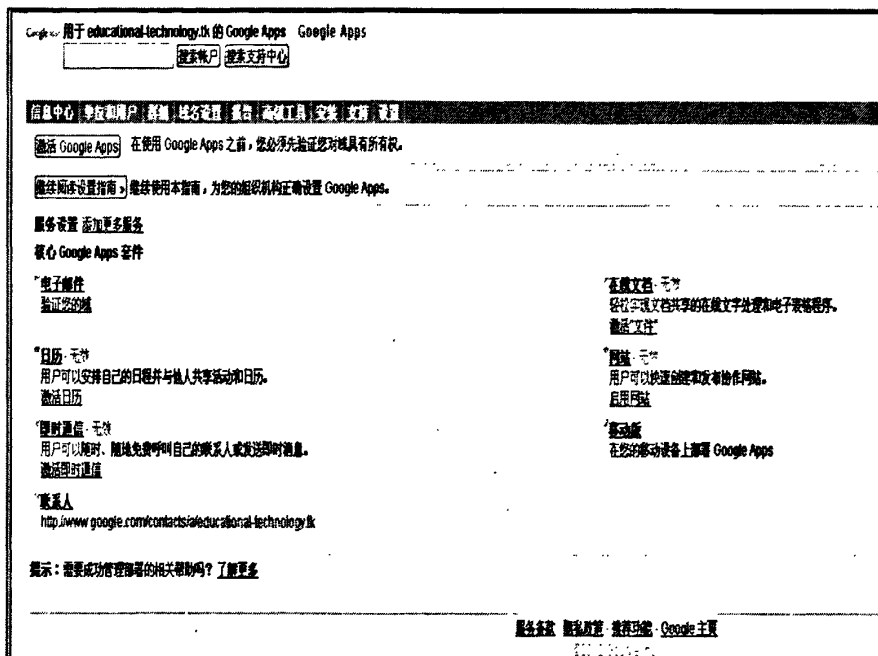 用于 educational-technology.tk 的 Google Apps Google Apps
搜索帐户 搜索支持中心
信息中心 单位和用户 群组 域名设置 报告 高级工具 安装 支持 设置
激活 Google Apps 在使用 Google Apps 之前，您必须先验证您对域具有所有权。
继续阅读设置指南 » 继续使用本指南，为您的组织机构正确设置 Google Apps。
服务设置 添加更多服务
核心 Google Apps 套件
电子邮件
验证您的域
在线文档 - 无效
轻松实现文档共享的在线文字处理和电子表格程序。
激活"文件"
日历 - 无效
用户可以安排自己的日程并与他人共享活动和日历。
激活日历
网站 - 无效
用户可以快速创建和发布协作网站。
启用网站
即时通信 - 无效
用户可以随时、随地免费呼叫自己的联系人或发送即时消息。
激活即时通信
移动版
在您的移动设备上部署 Google Apps
联系人
http://www.google.com/contacts/a/educational-technology.tk
提示：需要成功管理部署的相关帮助吗？了解更多
服务条款 隐私政策 - 推荐功能 - Google 主页